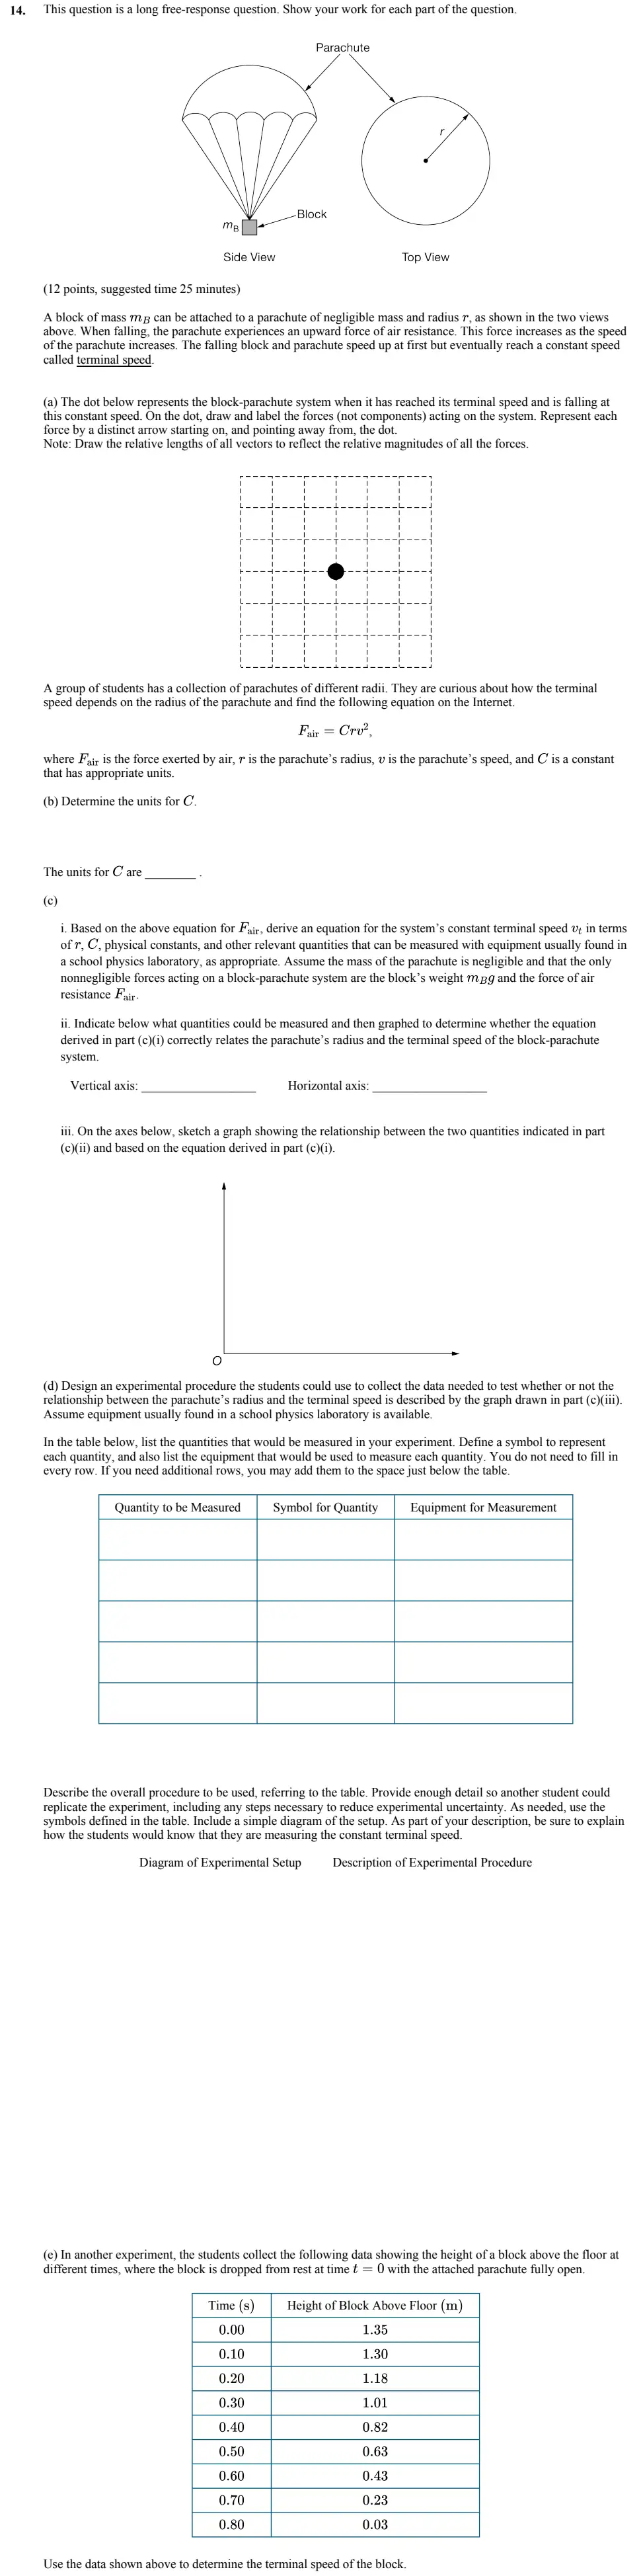 14. This question is a long free-response question. Show your work for each part of the question.
Parachute
r
Block
m_B
Side View
Top View
(12 points, suggested time 25 minutes)
A block of mass m_B can be attached to a parachute of negligible mass and radius r, as shown in the two views
above. When falling, the parachute experiences an upward force of air resistance. This force increases as the speed
of the parachute increases. The falling block and parachute speed up at first but eventually reach a constant speed
called terminal speed.
(a) The dot below represents the block-parachute system when it has reached its terminal speed and is falling at
this constant speed. On the dot, draw and label the forces (not components) acting on the system. Represent each
force by a distinct arrow starting on, and pointing away from, the dot.
Note: Draw the relative lengths of all vectors to reflect the relative magnitudes of all the forces.
A group of students has a collection of parachutes of different radii. They are curious about how the terminal
speed depends on the radius of the parachute and find the following equation on the Internet.
F_air = Crv²,
where F_air is the force exerted by air, r is the parachute's radius, v is the parachute's speed, and C is a constant
that has appropriate units.
(b) Determine the units for C.
The units for C are ________ .
(c)
i. Based on the above equation for F_air, derive an equation for the system's constant terminal speed v_t in terms
of r, C, physical constants, and other relevant quantities that can be measured with equipment usually found in
a school physics laboratory, as appropriate. Assume the mass of the parachute is negligible and that the only
nonnegligible forces acting on a block-parachute system are the block's weight m_Bg and the force of air
resistance F_air.
ii. Indicate below what quantities could be measured and then graphed to determine whether the equation
derived in part (c)(i) correctly relates the parachute's radius and the terminal speed of the block-parachute
system.
Vertical axis: __________________ Horizontal axis: __________________
iii. On the axes below, sketch a graph showing the relationship between the two quantities indicated in part
(c)(ii) and based on the equation derived in part (c)(i).
O
(d) Design an experimental procedure the students could use to collect the data needed to test whether or not the
relationship between the parachute's radius and the terminal speed is described by the graph drawn in part (c)(iii).
Assume equipment usually found in a school physics laboratory is available.
In the table below, list the quantities that would be measured in your experiment. Define a symbol to represent
each quantity, and also list the equipment that would be used to measure each quantity. You do not need to fill in
every row. If you need additional rows, you may add them to the space just below the table.
Quantity to be Measured Symbol for Quantity Equipment for Measurement
Describe the overall procedure to be used, referring to the table. Provide enough detail so another student could
replicate the experiment, including any steps necessary to reduce experimental uncertainty. As needed, use the
symbols defined in the table. Include a simple diagram of the setup. As part of your description, be sure to explain
how the students would know that they are measuring the constant terminal speed.
Diagram of Experimental Setup Description of Experimental Procedure
(e) In another experiment, the students collect the following data showing the height of a block above the floor at
different times, where the block is dropped from rest at time t = 0 with the attached parachute fully open.
Time (s) Height of Block Above Floor (m)
0.00 1.35
0.10 1.30
0.20 1.18
0.30 1.01
0.40 0.82
0.50 0.63
0.60 0.43
0.70 0.23
0.80 0.03
Use the data shown above to determine the terminal speed of the block.